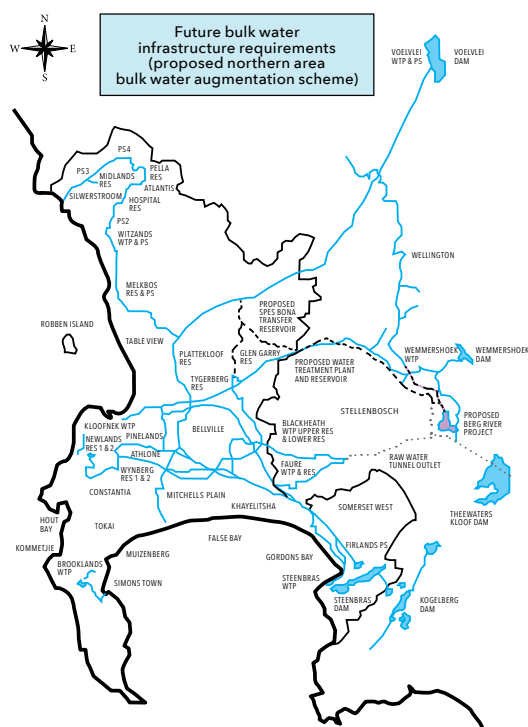 N
W
E
S
Future bulk water
infrastructure requirements
(proposed northern area
bulk water augmentation scheme)
VOELVLEI
WTP & PS
VOELVLEI
DAM
PS4
PS3
MIDLANDS
RES
PELLA
RES
ATLANTIS
SILWERSTROOM
HOSPITAL
RES
PS2
WITZANDS
WTP & PS
WELLINGTON
MELKBOS
RES & PS
PROPOSED
SPES BONA
TRANSFER
RESERVOIR
ROBBEN ISLAND
TABLE VIEW
PLATTEKLOOF
RES
GLEN GARRY
RES
PROPOSED WATER
TREATMENT PLANT
AND RESERVOIR
WEMMERSHOEK
WTP
WEMMERSHOEK
DAM
TYGERBERG
RES
STELLENBOSCH
PROPOSED
BERG RIVER
PROJECT
KLOOFNEK WTP
NEWLANDS
RES 1 & 2
PINELANDS
BELLVILLE
BLACKHEATH
WTP UPPER RES
& LOWER RES
ATHLONE
WYNBERG
RES 1 & 2
FAURE
WTP & RES
RAW WATER
TUNNEL OUTLET
CONSTANTIA
MITCHELLS PLAIN
KHAYELITSHA
SOMERSET WEST
THEEWATERS
KLOOF DAM
HOUT
BAY
TOKAI
KOMMETJIE
MUIZENBERG
FALSE BAY
FIRLANDS PS
BROOKLANDS
WTP
GORDONS BAY
SIMONS TOWN
STEENBRAS
WTP
STEENBRAS
DAM
KOGELBERG
DAM